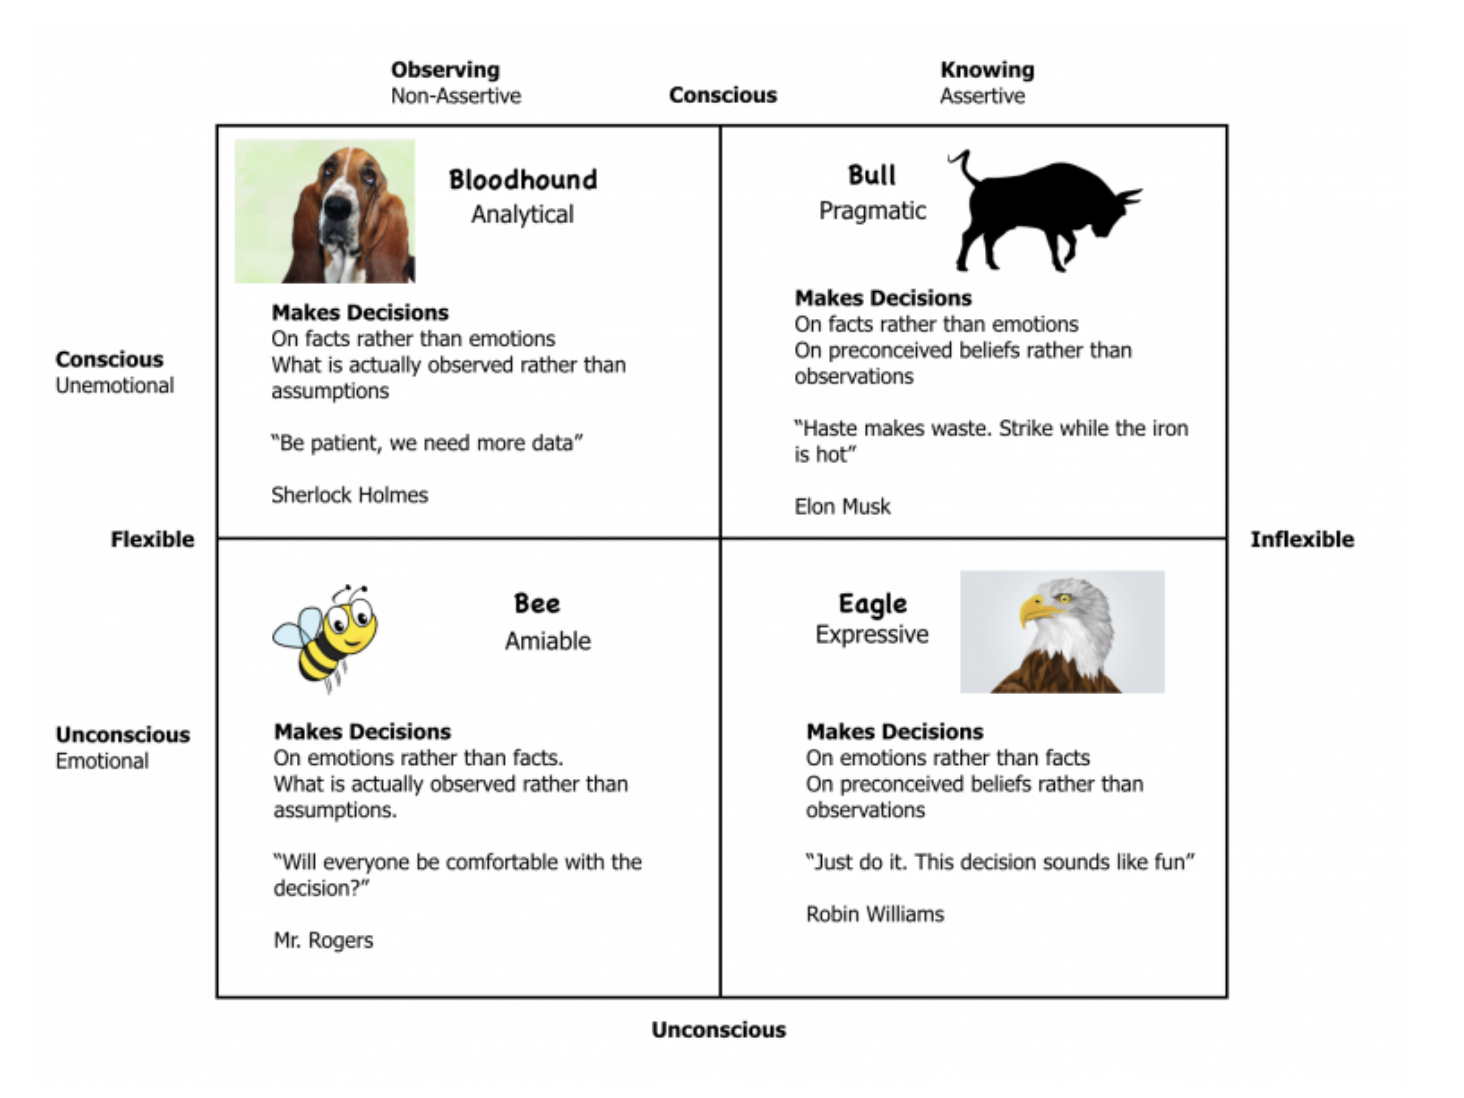 Observing
Non-Assertive
Conscious
Knowing
Assertive
Bloodhound
Analytical
Makes Decisions
On facts rather than emotions
What is actually observed rather than
assumptions
“Be patient, we need more data”
Sherlock Holmes
Bull
Pragmatic
Makes Decisions
On facts rather than emotions
On preconceived beliefs rather than
observations
“Haste makes waste. Strike while the iron
is hot”
Elon Musk
Conscious
Unemotional
Flexible
Inflexible
Unconscious
Emotional
Bee
Amiable
Makes Decisions
On emotions rather than facts.
What is actually observed rather than
assumptions.
“Will everyone be comfortable with the
decision?”
Mr. Rogers
Eagle
Expressive
Makes Decisions
On emotions rather than facts
On preconceived beliefs rather than
observations
“Just do it. This decision sounds like fun”
Robin Williams
Unconscious